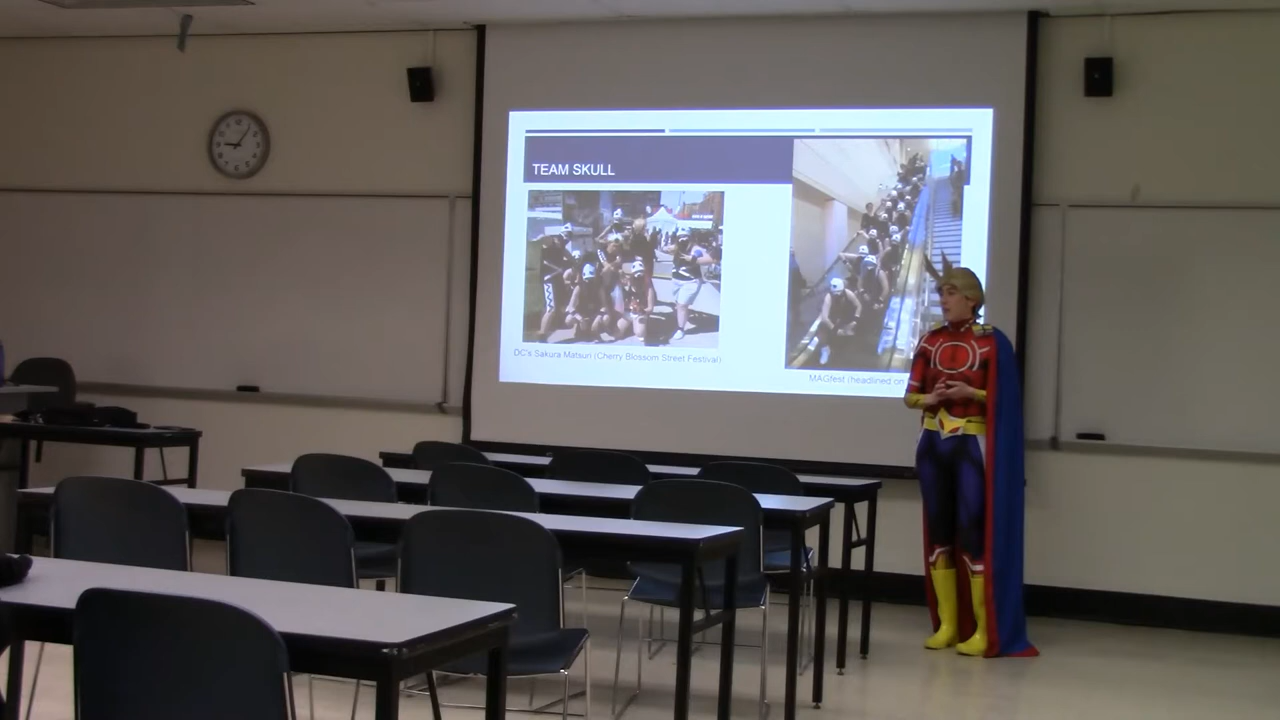 TEAM SKULL
DC's Sakura Matsuri (Cherry Blossom Street Festival)
MAGfest (headlined on